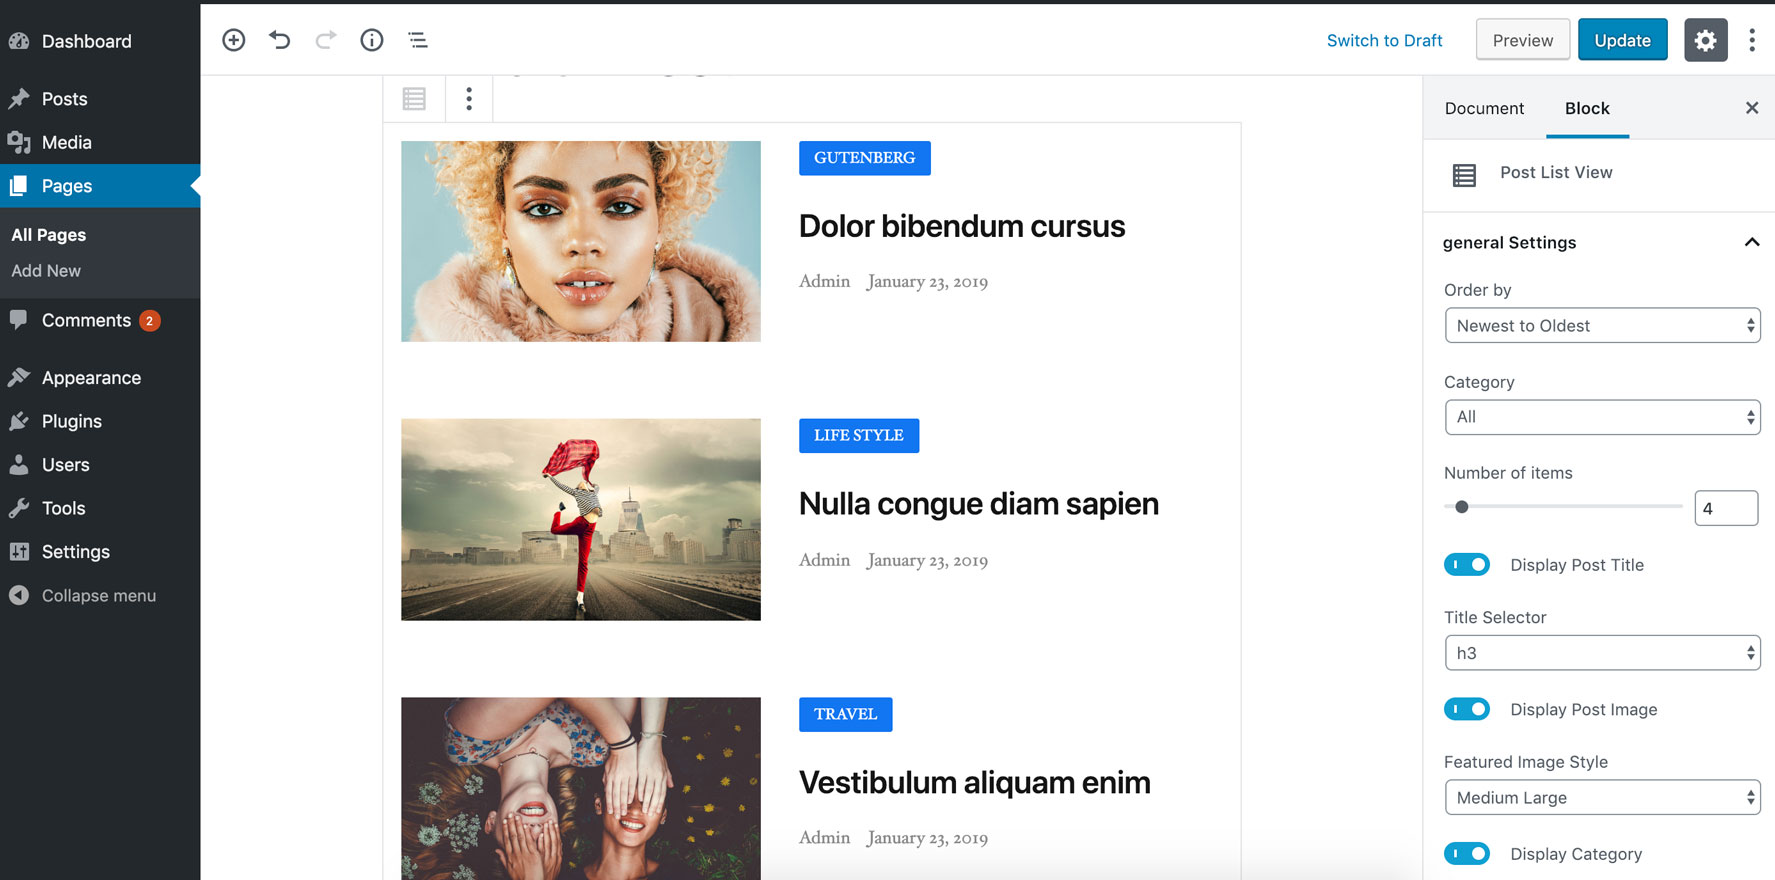 Dashboard
Posts
Media
Pages
All Pages
Add New
Comments 2
Appearance
Plugins
Users
Tools
Settings
Collapse menu
Switch to Draft
Preview
Update
GUTENBERG
Dolor bibendum cursus
Admin January 23, 2019
LIFE STYLE
Nulla congue diam sapien
Admin January 23, 2019
TRAVEL
Vestibulum aliquam enim
Admin January 23, 2019
Document Block
Post List View
general Settings
Order by
Newest to Oldest
Category
All
Number of items
4
Display Post Title
Title Selector
h3
Display Post Image
Featured Image Style
Medium Large
Display Category